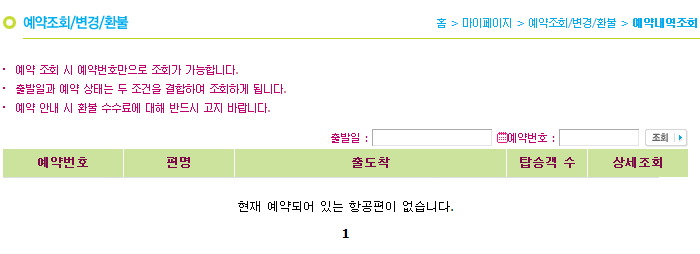 예약조회/변경/환불
홈 > 마이페이지 > 예약조회/변경/환불 > 예약내역조회
· 예약 조회 시 예약번호만으로 조회가 가능합니다.
· 출발일과 예약 상태는 두 조건을 결합하여 조회하게 됩니다.
· 예약 안내 시 환불 수수료에 대해 반드시 고지 바랍니다.
출발일 : 예약번호 : 조회
예약번호 편명 출도착 탑승객 수 상세조회
현재 예약되어 있는 항공편이 없습니다.
1